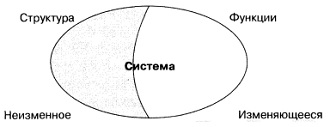 Структура Функции
Система
Неизменное Изменяющееся